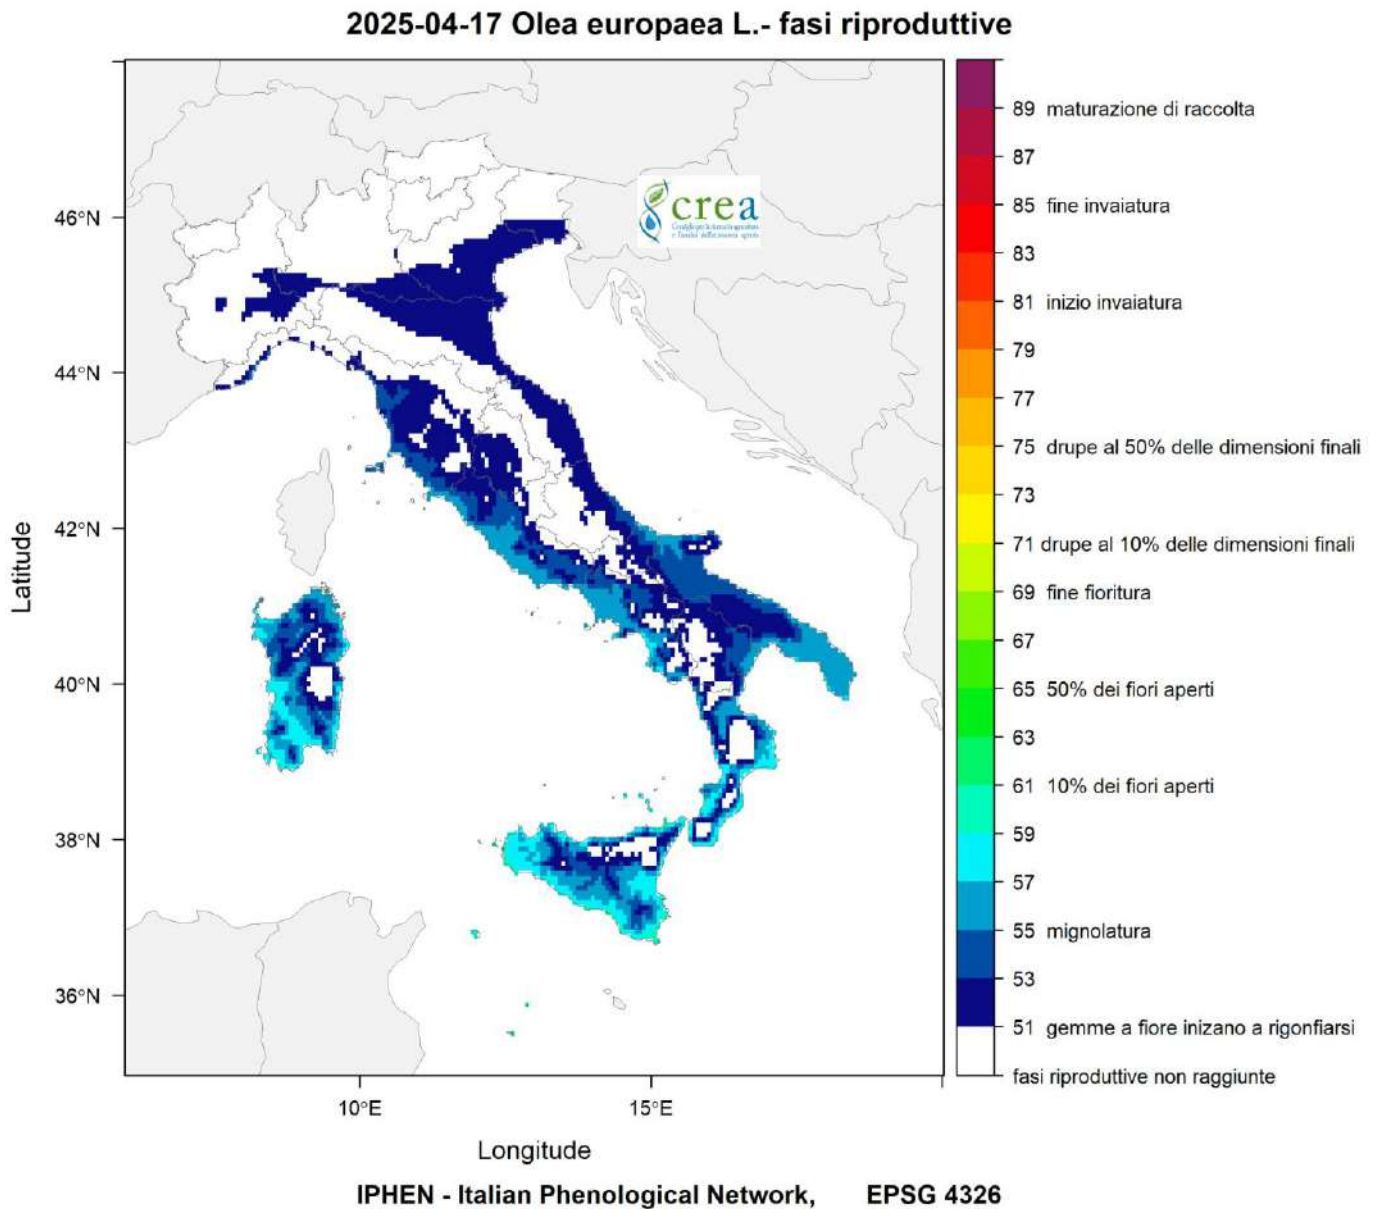 2025-04-17 Olea europaea L.- fasi riproduttive
crea
46°N
44°N
42°N
40°N
38°N
36°N
Latitude
10°E
15°E
Longitude
89 maturazione di raccolta
87
85 fine invaiatura
83
81 inizio invaiatura
79
77
75 drupe al 50% delle dimensioni finali
73
71 drupe al 10% delle dimensioni finali
69 fine fioritura
67
65 50% dei fiori aperti
63
61 10% dei fiori aperti
59
57
55 mignolatura
53
51 gemme a fiore inizano a rigonfiarsi
fasi riproduttive non raggiunte
IPHEN - Italian Phenological Network, EPSG 4326